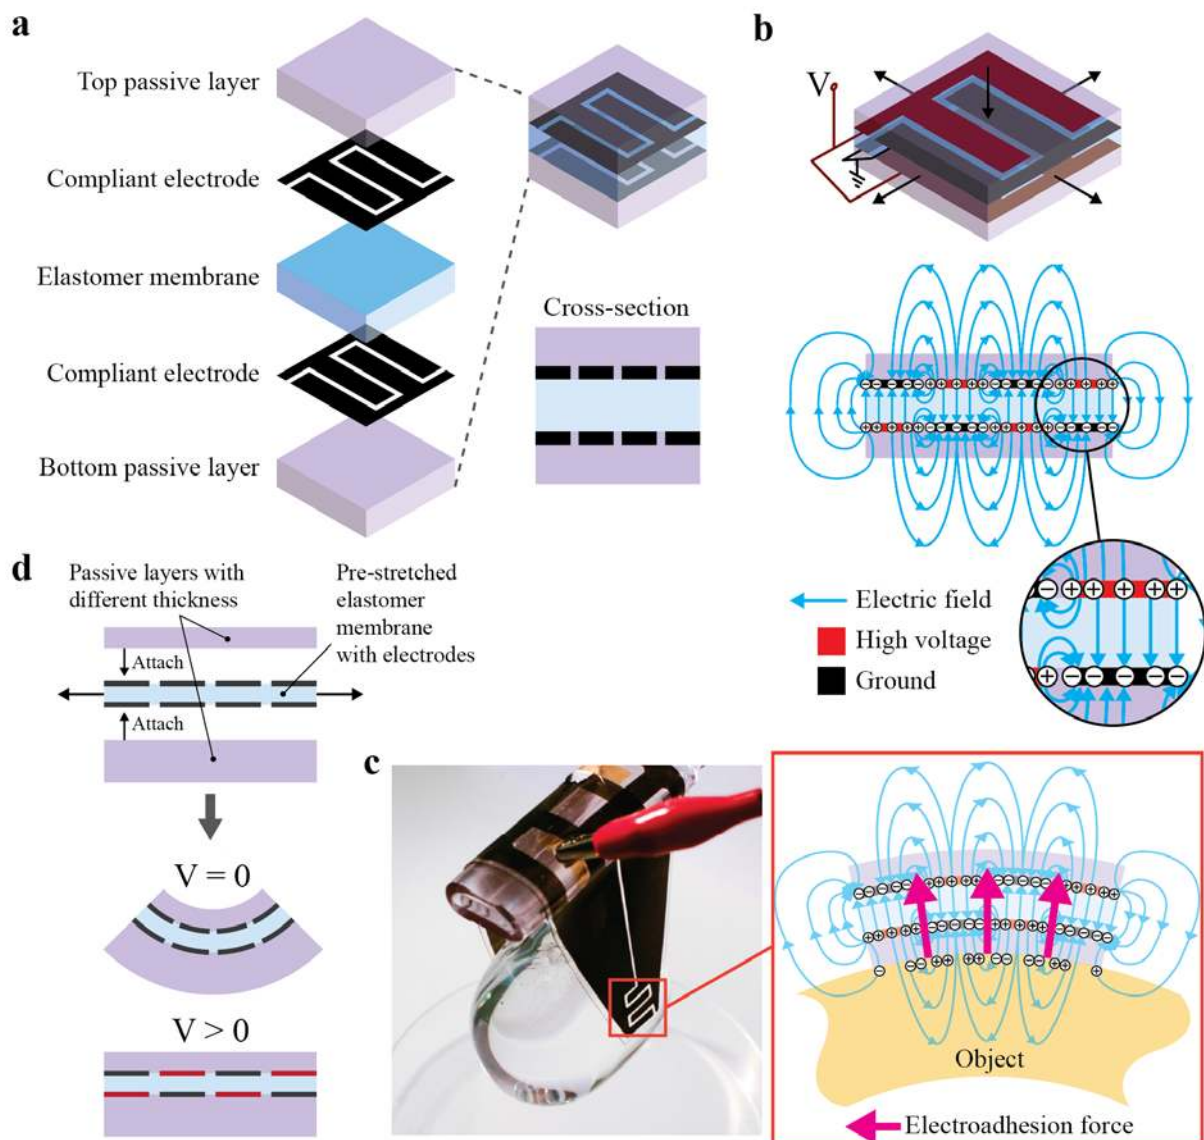 a
Top passive layer
Compliant electrode
Elastomer membrane
Compliant electrode
Bottom passive layer
Cross-section
b
V
Electric field
High voltage
Ground
d
Passive layers with
different thickness
Pre-stretched
elastomer
membrane
with electrodes
Attach
Attach
V = 0
V > 0
c
Object
Electroadhesion force